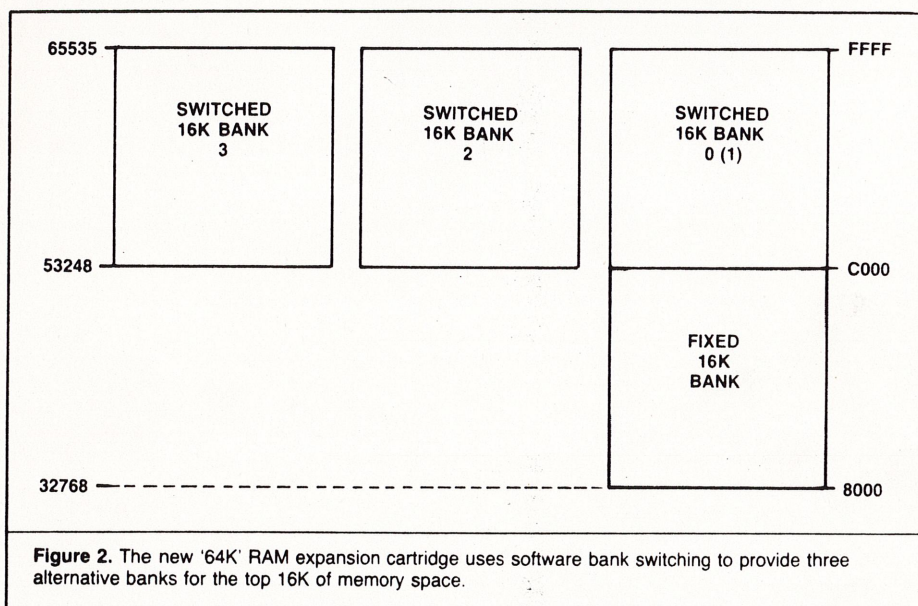 65535
FFFF
SWITCHED
16K BANK
3
SWITCHED
16K BANK
2
SWITCHED
16K BANK
0 (1)
53248
C000
FIXED
16K
BANK
32768
8000
Figure 2. The new '64K' RAM expansion cartridge uses software bank switching to provide three
alternative banks for the top 16K of memory space.